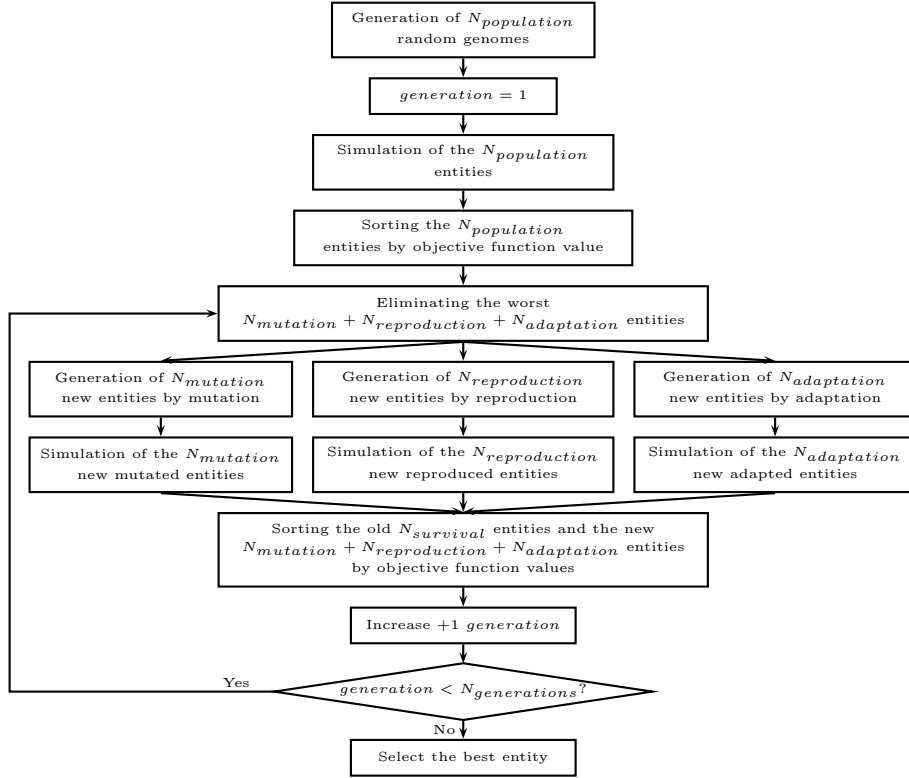 Generation of N_population
random genomes
generation = 1
Simulation of the N_population
entities
Sorting the N_population
entities by objective function value
Eliminating the worst
N_mutation + N_reproduction + N_adaptation entities
Generation of N_mutation
new entities by mutation
Generation of N_reproduction
new entities by reproduction
Generation of N_adaptation
new entities by adaptation
Simulation of the N_mutation
new mutated entities
Simulation of the N_reproduction
new reproduced entities
Simulation of the N_adaptation
new adapted entities
Sorting the old N_survival entities and the new
N_mutation + N_reproduction + N_adaptation entities
by objective function values
Increase +1 generation
Yes
generation < N_generations?
No
Select the best entity